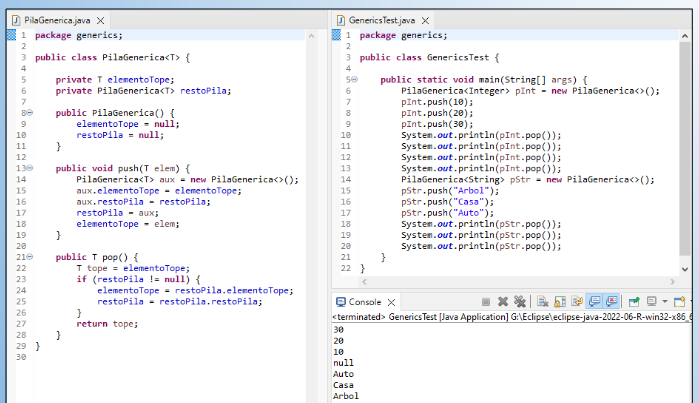 PilaGenerica.java
1 package generics;
2
3 public class PilaGenerica<T> {
4
5 private T elementoTope;
6 private PilaGenerica<T> restoPila;
7
8 public PilaGenerica() {
9 elementoTope = null;
10 restoPila = null;
11 }
12
13 public void push(T elem) {
14 PilaGenerica<T> aux = new PilaGenerica<>();
15 aux.elementoTope = elementoTope;
16 aux.restoPila = restoPila;
17 restoPila = aux;
18 elementoTope = elem;
19 }
20
21 public T pop() {
22 T tope = elementoTope;
23 if (restoPila != null) {
24 elementoTope = restoPila.elementoTope;
25 restoPila = restoPila.restoPila;
26 }
27 return tope;
28 }
29 }
30
GenericsTest.java
1 package generics;
2
3 public class GenericsTest {
4
5 public static void main(String[] args) {
6 PilaGenerica<Integer> pInt = new PilaGenerica<>();
7 pInt.push(10);
8 pInt.push(20);
9 pInt.push(30);
10 System.out.println(pInt.pop());
11 System.out.println(pInt.pop());
12 System.out.println(pInt.pop());
13 System.out.println(pInt.pop());
14 PilaGenerica<String> pStr = new PilaGenerica<>();
15 pStr.push("Arbol");
16 pStr.push("Casa");
17 pStr.push("Auto");
18 System.out.println(pStr.pop());
19 System.out.println(pStr.pop());
20 System.out.println(pStr.pop());
21 }
22 }
Console
<terminated> GenericsTest [Java Application] G:\Eclipse\eclipse-java-2022-06-R-win32-x86_6
30
20
10
null
Auto
Casa
Arbol